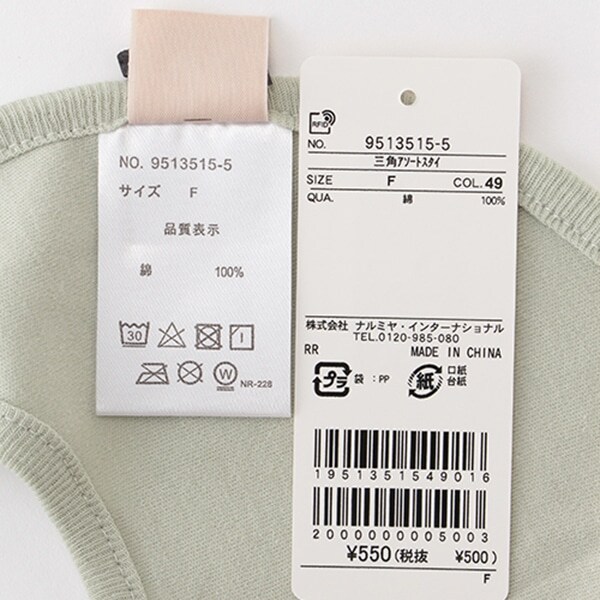 NO. 9513515-5
サイズ F
品質表示
綿 100%
30
W
NR-228
RFID
NO. 9513515-5
三角アソートスタイ
SIZE F COL. 49
QUA. 綿 100%
株式会社 ナルミヤ・インターナショナル
TEL.0120-985-080
RR MADE IN CHINA
プラ 袋 : PP 紙 口紙
台紙
1951351549016
2000000005003
¥550(税抜 ¥500)
F